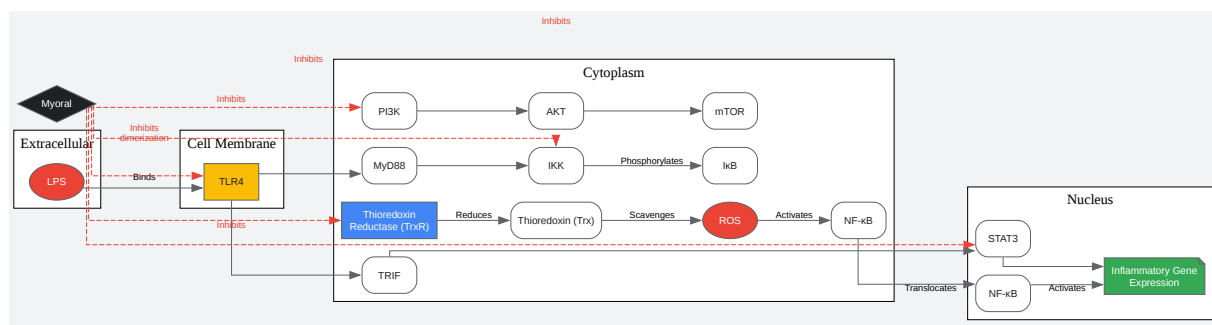 Inhibits
Inhibits
Cytoplasm
Myoral
Inhibits
PI3K
AKT
mTOR
Inhibits
dimerization
Extracellular
Cell Membrane
LPS
Binds
TLR4
MyD88
IKK
Phosphorylates
IκB
Thioredoxin
Reductase (TrxR)
Reduces
Thioredoxin (Trx)
Scavenges
ROS
Activates
NF-κB
Inhibits
TRIF
Translocates
Nucleus
STAT3
NF-κB
Activates
Inflammatory Gene
Expression